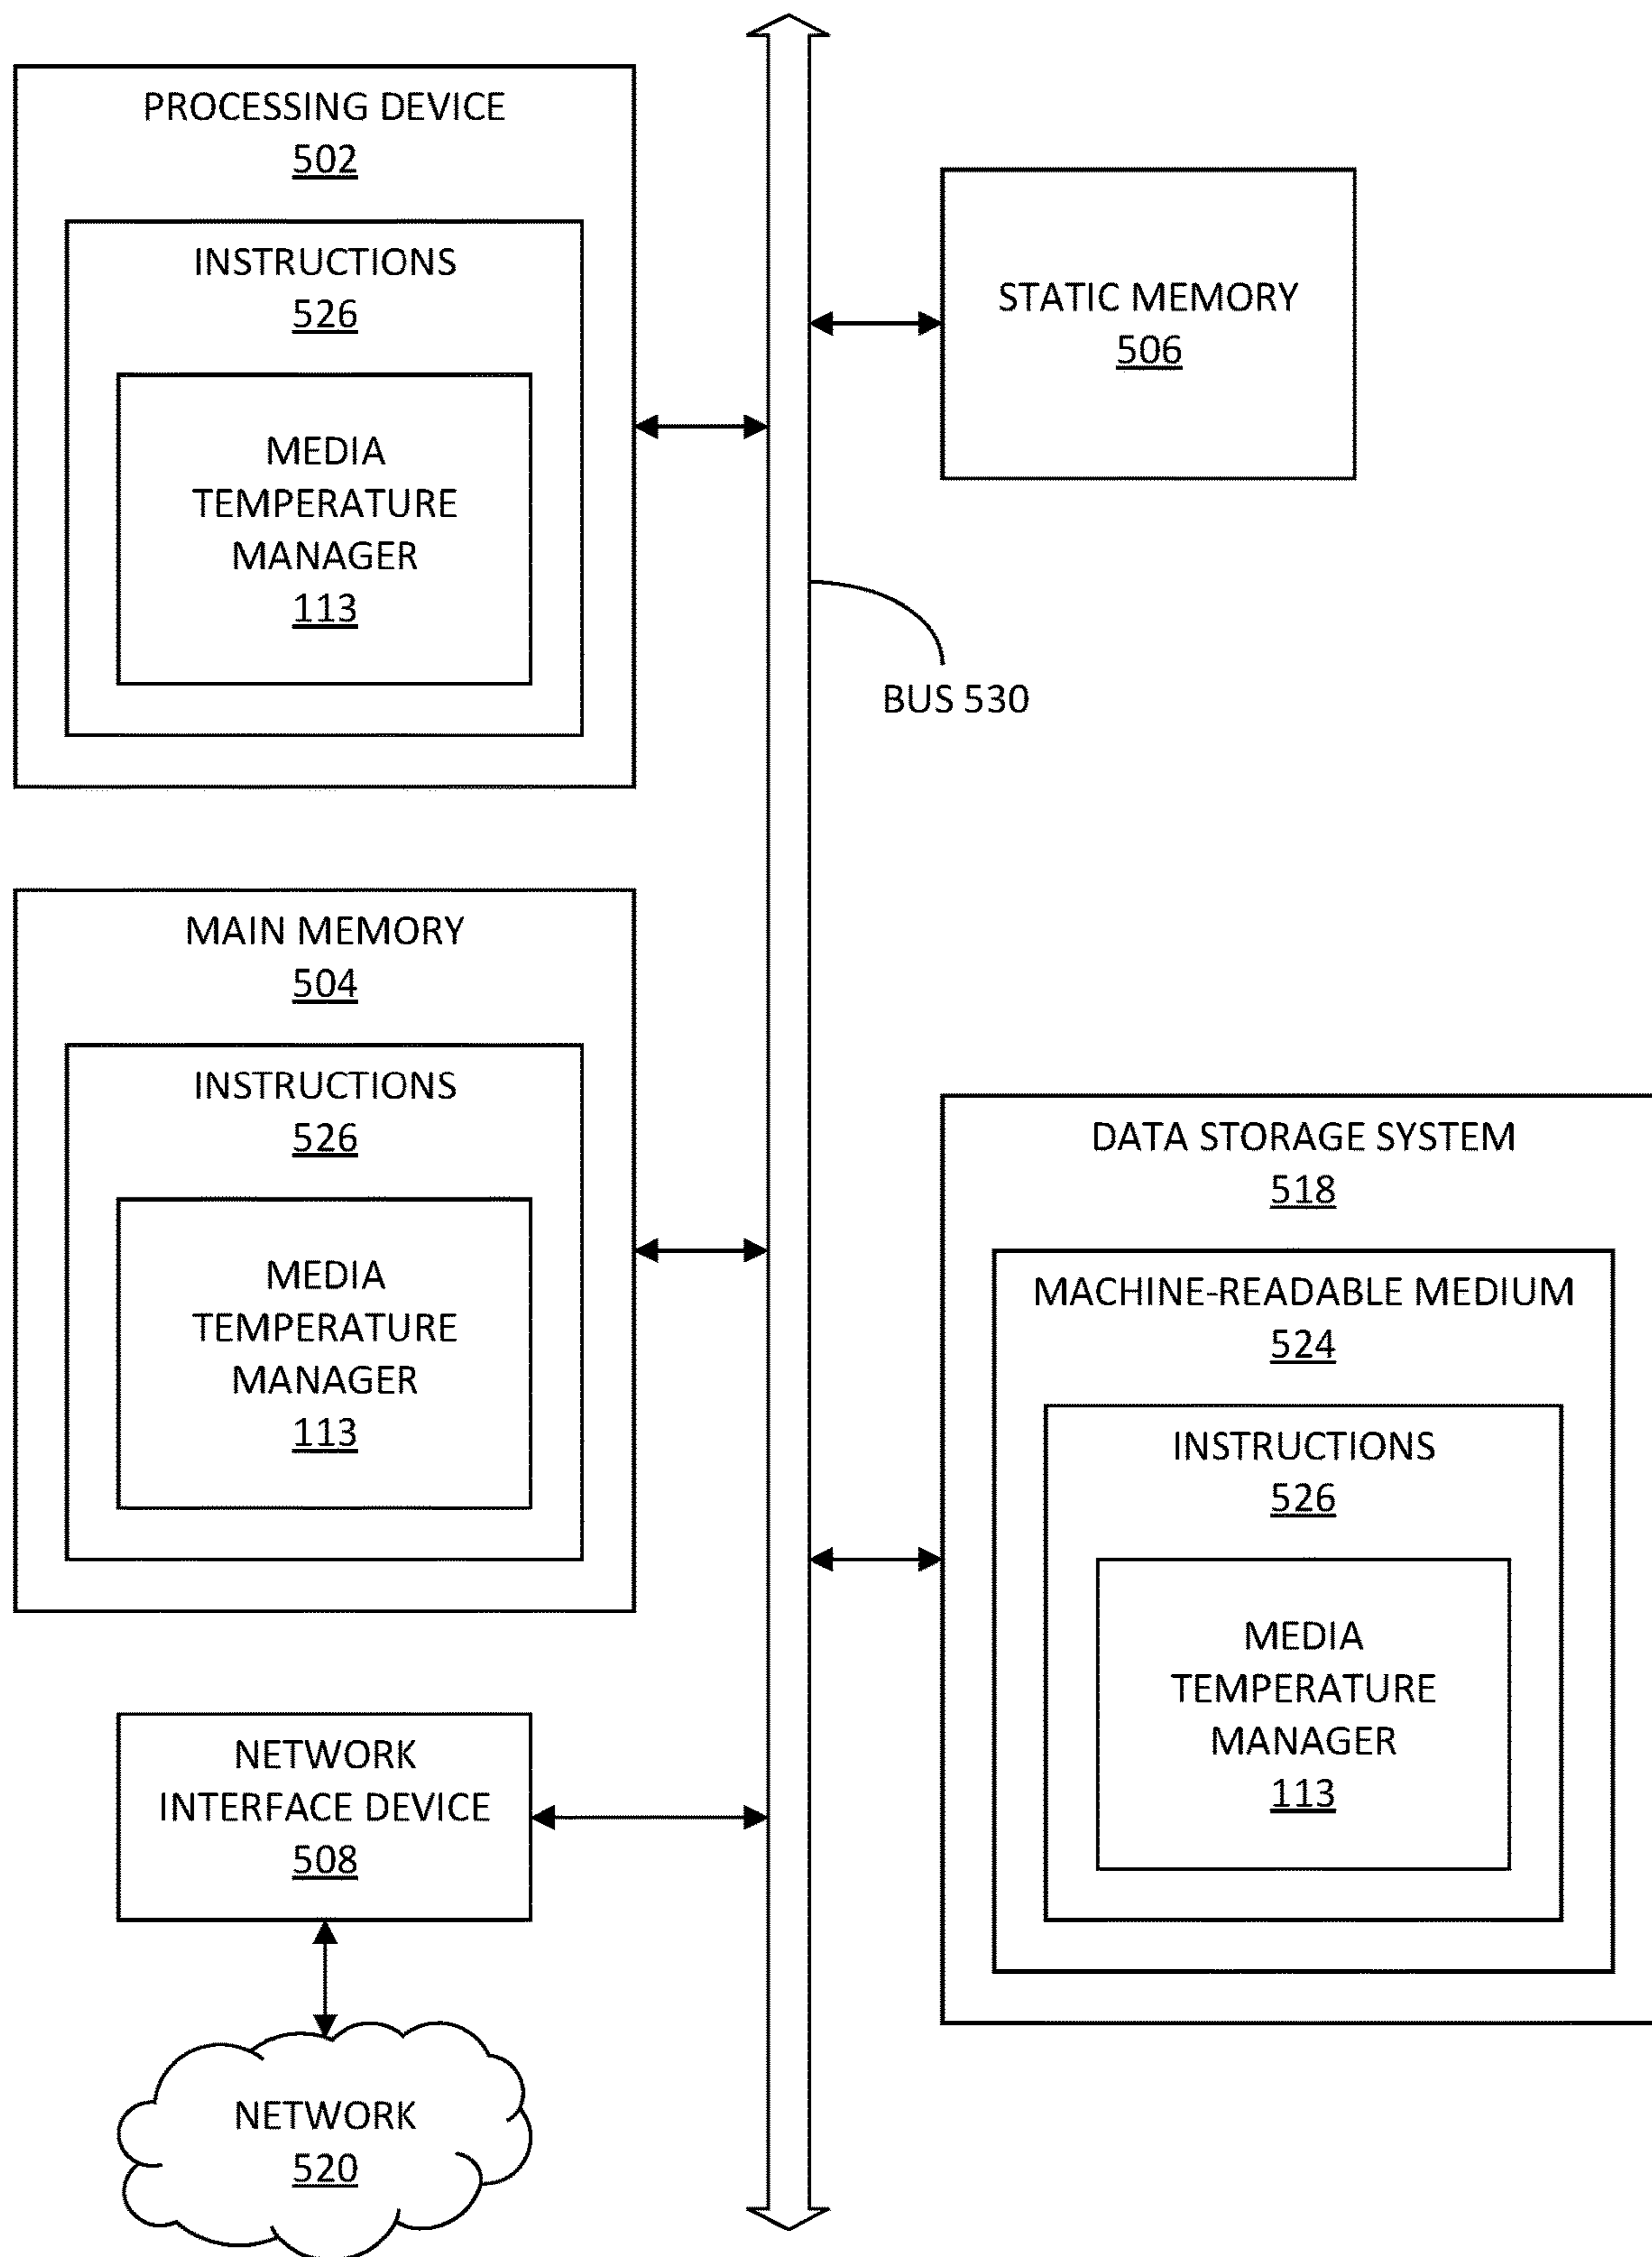 PROCESSING DEVICE
502
INSTRUCTIONS
526
MEDIA
TEMPERATURE
MANAGER
113
STATIC MEMORY
506
BUS 530
MAIN MEMORY
504
INSTRUCTIONS
526
MEDIA
TEMPERATURE
MANAGER
113
DATA STORAGE SYSTEM
518
MACHINE-READABLE MEDIUM
524
INSTRUCTIONS
526
MEDIA
TEMPERATURE
MANAGER
113
NETWORK
INTERFACE DEVICE
508
NETWORK
520